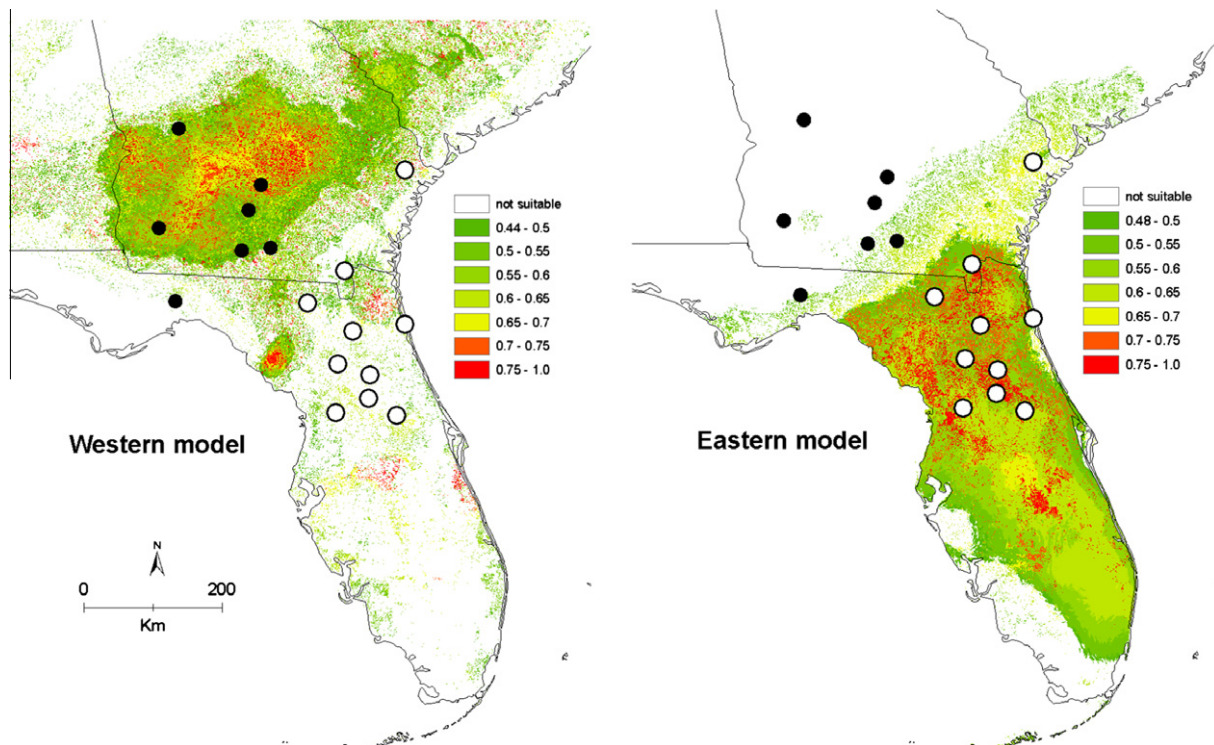 not suitable
0.44 - 0.5
0.5 - 0.55
0.55 - 0.6
0.6 - 0.65
0.65 - 0.7
0.7 - 0.75
0.75 - 1.0
Western model
N
0 200
Km
not suitable
0.48 - 0.5
0.5 - 0.55
0.55 - 0.6
0.6 - 0.65
0.65 - 0.7
0.7 - 0.75
0.75 - 1.0
Eastern model